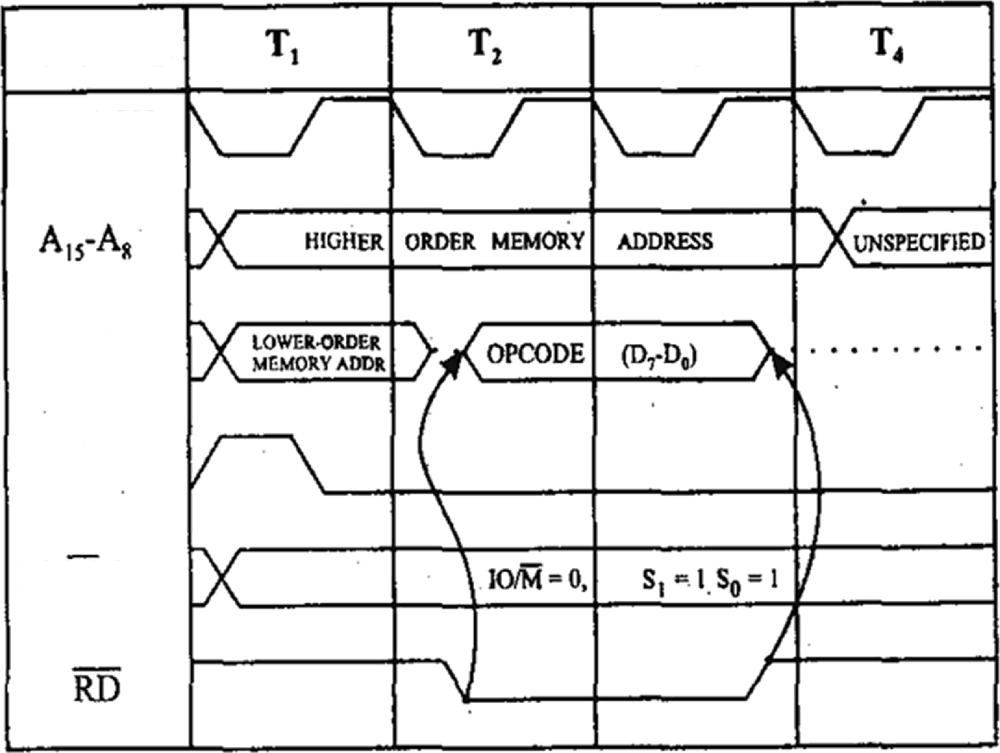 T₁ T₂ T₄
A₁₅-A₈ HIGHER ORDER MEMORY ADDRESS UNSPECIFIED
LOWER-ORDER
MEMORY ADDR
OPCODE (D₇-D₀)
IO/M̅ = 0, S₁ = 1 S₀ = 1
R̅D̅